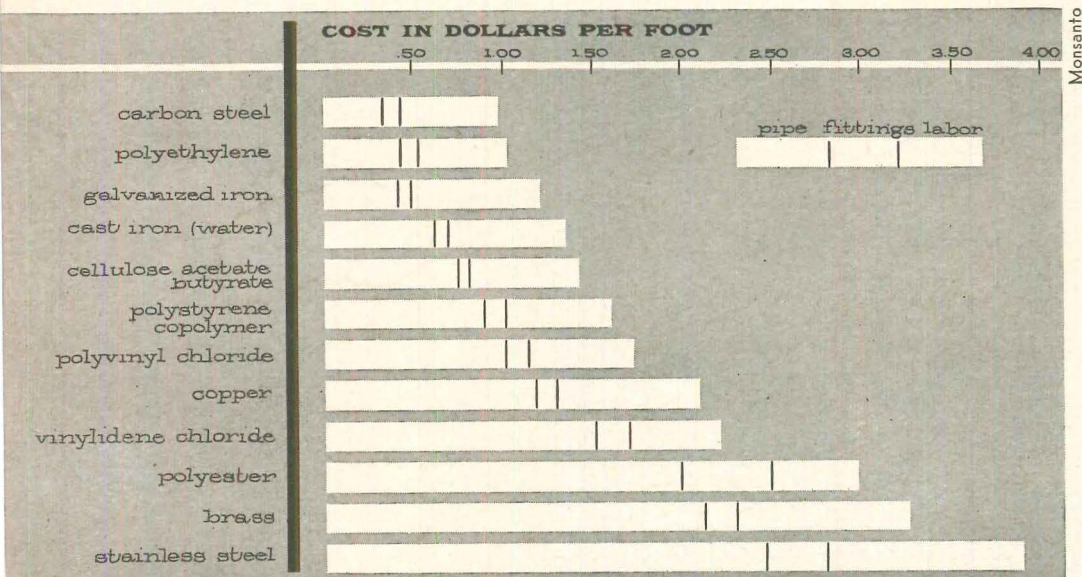 COST IN DOLLARS PER FOOT
.50 1.00 1.50 2.00 2.50 3.00 3.50 4.00
Monsanto
pipe fittings labor
carbon steel
polyethylene
galvanized iron
cast iron (water)
cellulose acetate
butyrate
polystyrene
copolymer
polyvinyl chloride
copper
vinylidene chloride
polyester
brass
stainless steel